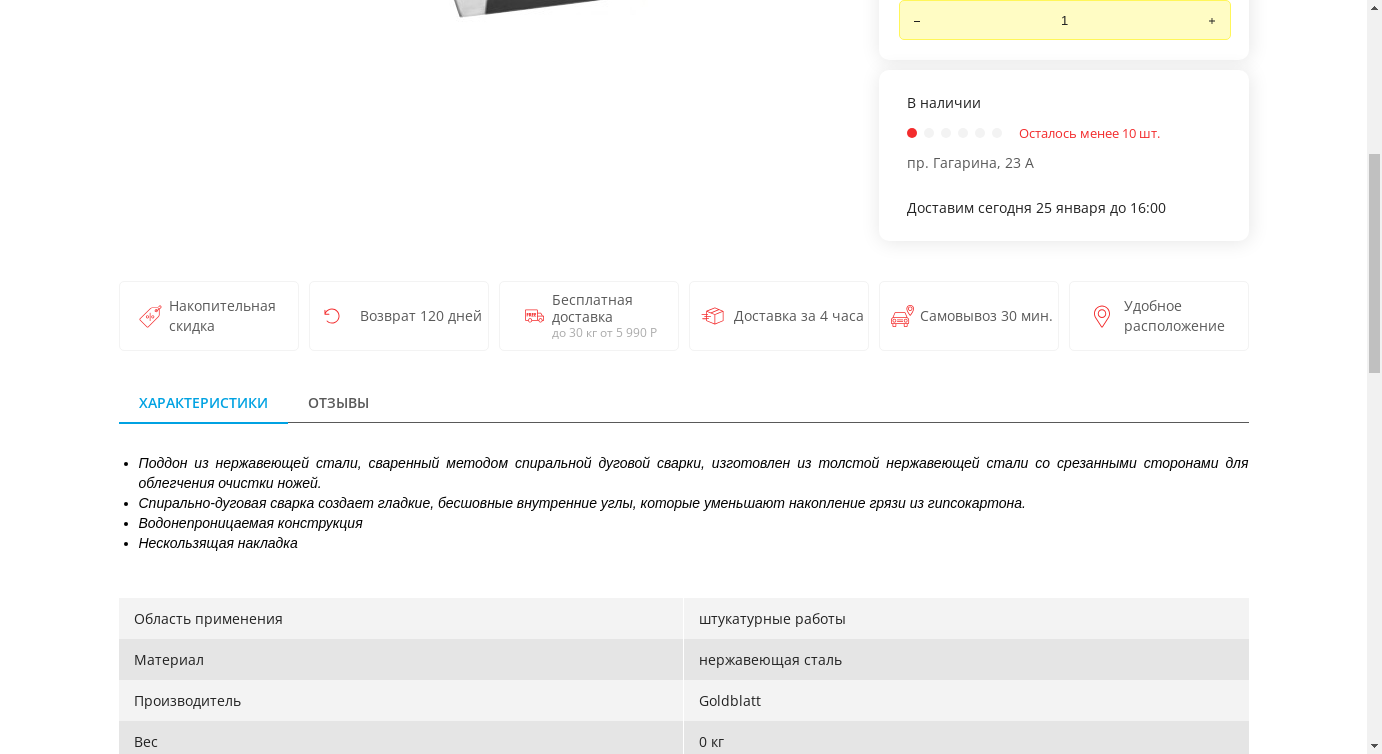 – 1 +
В наличии
Осталось менее 10 шт.
пр. Гагарина, 23 А
Доставим сегодня 25 января до 16:00
Накопительная
скидка
Возврат 120 дней
Бесплатная
доставка
до 30 кг от 5 990 Р
Доставка за 4 часа
Самовывоз 30 мин.
Удобное
расположение
ХАРАКТЕРИСТИКИ ОТЗЫВЫ
• Поддон из нержавеющей стали, сваренный методом спиральной дуговой сварки, изготовлен из толстой нержавеющей стали со срезанными сторонами для
облегчения очистки ножей.
• Спирально-дуговая сварка создает гладкие, бесшовные внутренние углы, которые уменьшают накопление грязи из гипсокартона.
• Водонепроницаемая конструкция
• Нескользящая накладка
Область применения штукатурные работы
Материал нержавеющая сталь
Производитель Goldblatt
Вес 0 кг